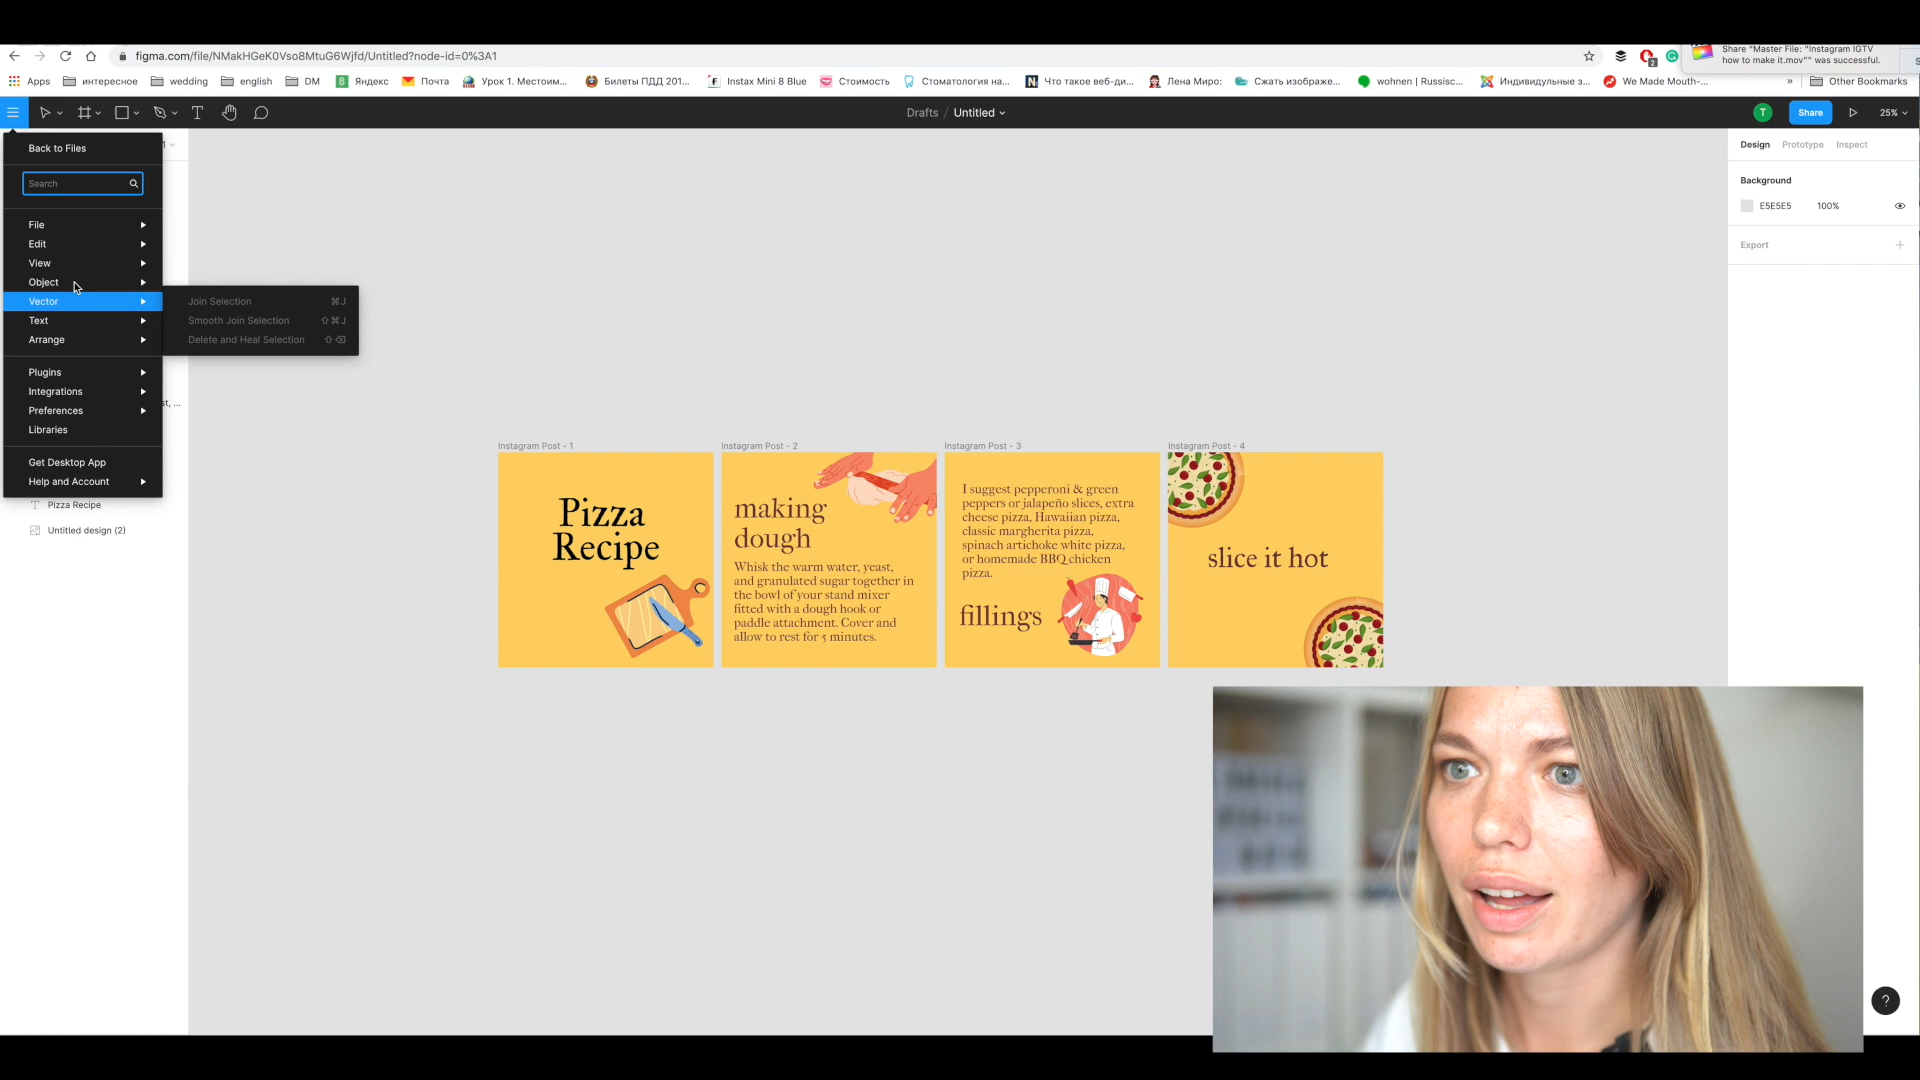 figma.com/file/NMakHGeK0Vso8MtuG6Wjfd/Untitled?node-id=0%3A1
2
Share "Master File: "Instagram IGTV
how to make it.mov"" was successful.
Apps интересное wedding english DM Яндекс Почта Урок 1. Местоим... Билеты ПДД 201... Instax Mini 8 Blue Стоимость Стоматология на... Что такое веб-ди... Лена Миро: Сжать изображе... wohnen | Russisc... Индивидуальные з... We Made Mouth-... » Other Bookmarks
Drafts / Untitled
T
Share
25%
Back to Files
Search
File
Edit
View
Object
Vector
Text
Arrange
Plugins
Integrations
Preferences
Libraries
Get Desktop App
Help and Account
Join Selection ⌘J
Smooth Join Selection ⇧⌘J
Delete and Heal Selection ⇧⌫
Pizza Recipe
Untitled design (2)
Design Prototype Inspect
Background
E5E5E5 100%
Export +
Instagram Post - 1
Pizza
Recipe
Instagram Post - 2
making
dough
Whisk the warm water, yeast,
and granulated sugar together in
the bowl of your stand mixer
fitted with a dough hook or
paddle attachment. Cover and
allow to rest for 5 minutes.
Instagram Post - 3
I suggest pepperoni & green
peppers or jalapeño slices, extra
cheese pizza, Hawaiian pizza,
classic margherita pizza,
spinach artichoke white pizza,
or homemade BBQ chicken
pizza.
fillings
Instagram Post - 4
slice it hot
?